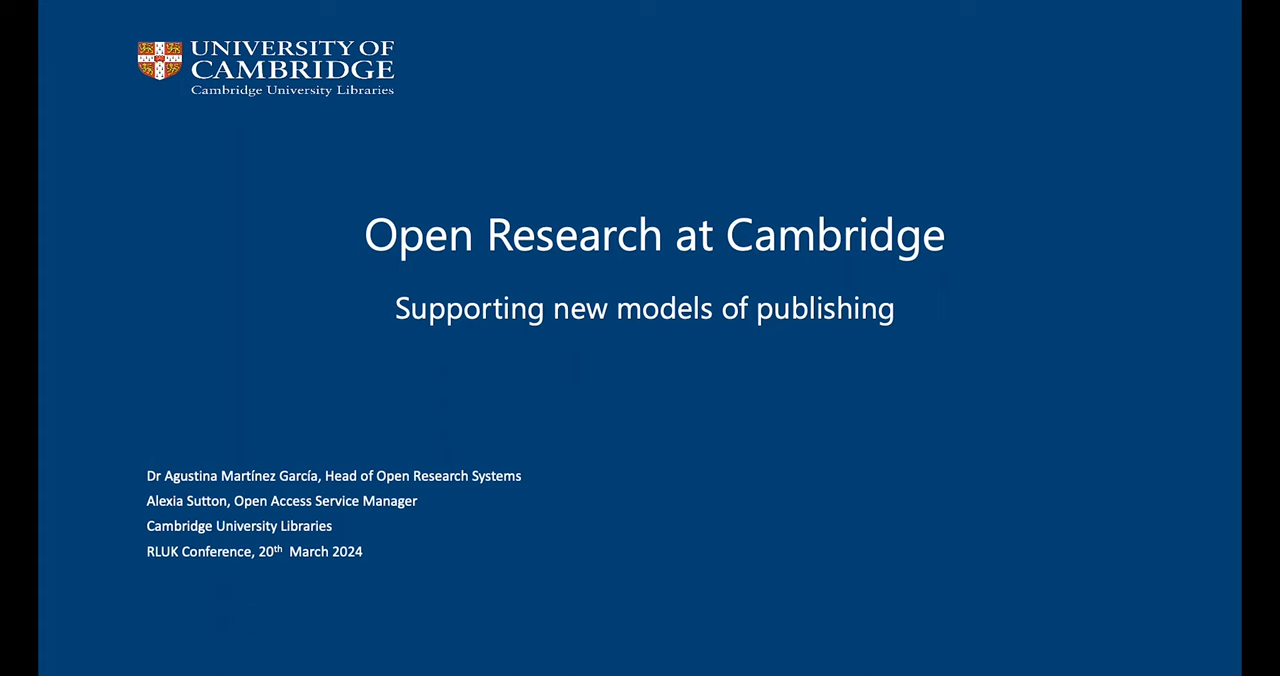 UNIVERSITY OF
CAMBRIDGE
Cambridge University Libraries
Open Research at Cambridge
Supporting new models of publishing
Dr Agustina Martínez García, Head of Open Research Systems
Alexia Sutton, Open Access Service Manager
Cambridge University Libraries
RLUK Conference, 20th March 2024